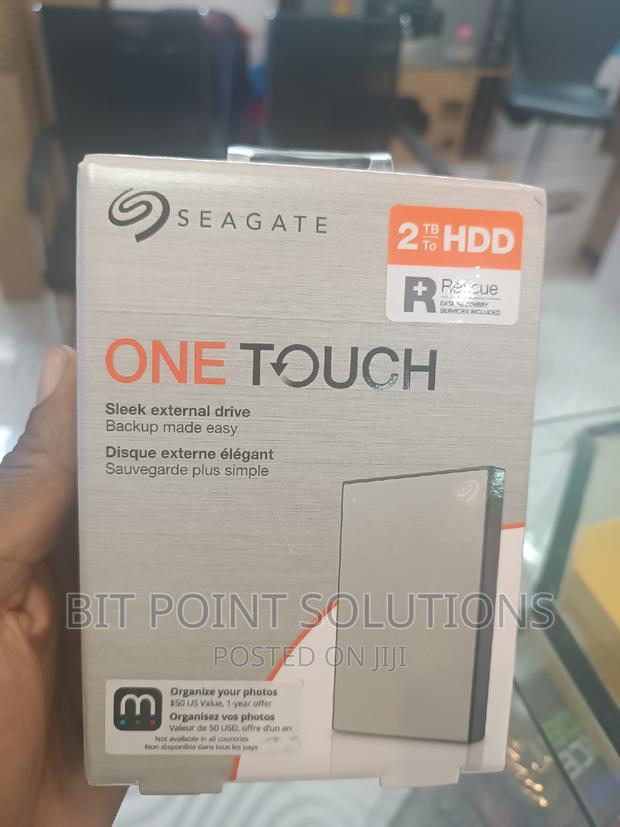 SEAGATE
2 TB To HDD
Rescue
DATA RECOVERY
SERVICES INCLUDED
ONE TOUCH
Sleek external drive
Backup made easy
Disque externe élégant
Sauvegarde plus simple
BIT POINT SOLUTIONS
POSTED ON JIJI
m
Organize your photos
$50 US Value, 1-year offer
Organisez vos photos
Valeur de 50 USD, offre d'un an
Not available in all countries
Non disponible dans tous les pays